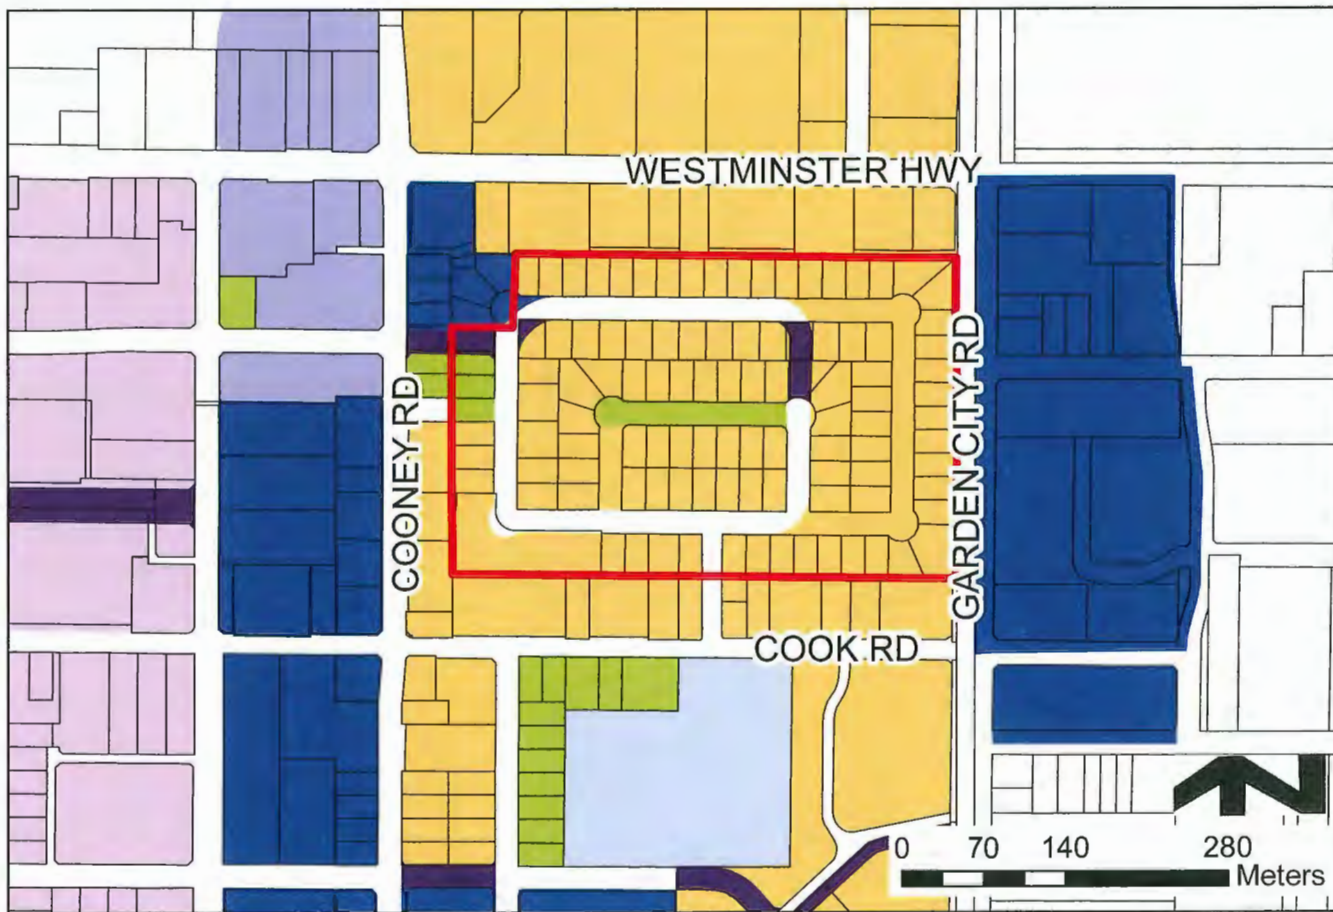 WESTMINSTER HWY
COONEY RD
GARDEN CITY RD
COOK RD
0 70 140 280
Meters